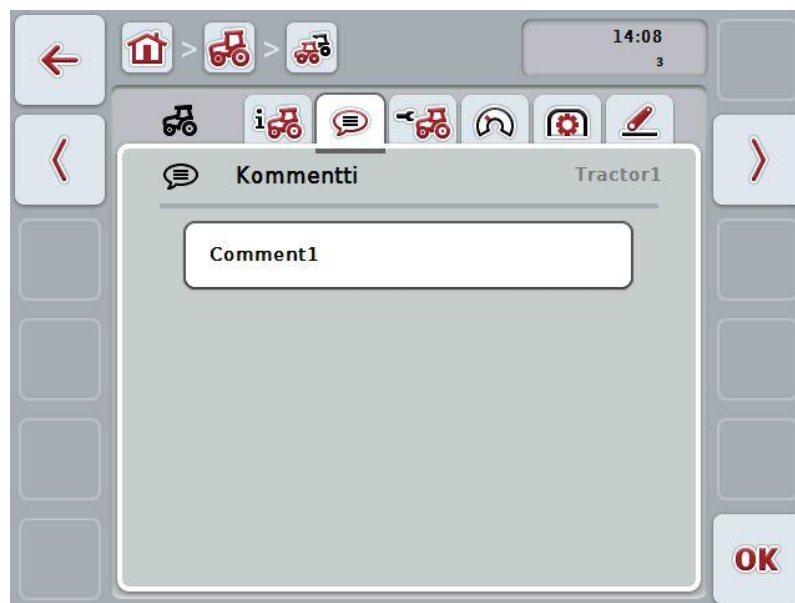 > >
14:08
3
i
Kommentti Tractor1
Comment1
OK